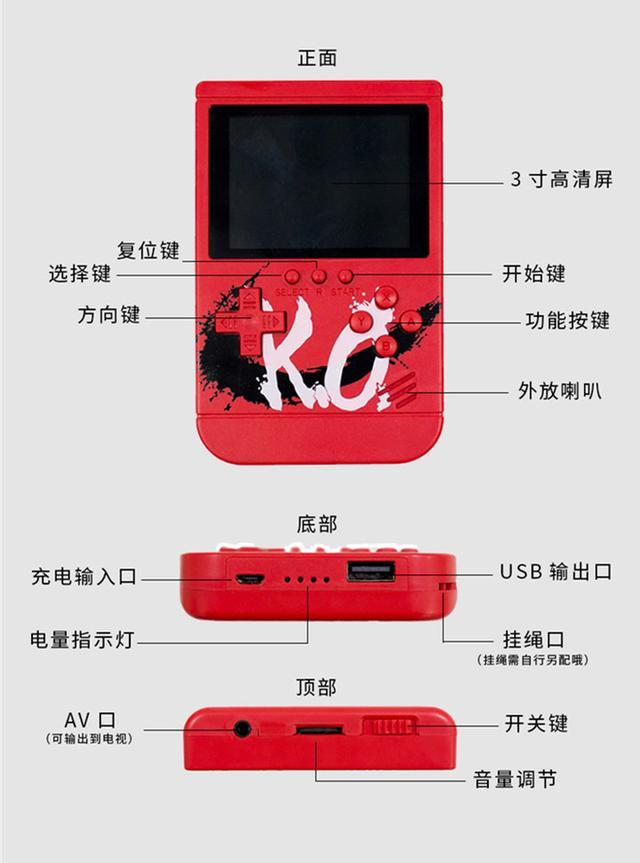 正面
3寸高清屏
复位键
选择键
开始键
SELECT R START
方向键
X
Y
A
B
功能按键
K.O.
外放喇叭
底部
充电输入口
USB 输出口
电量指示灯
挂绳口
(挂绳需自行另配哦)
顶部
AV 口
(可输出到电视)
开关键
音量调节